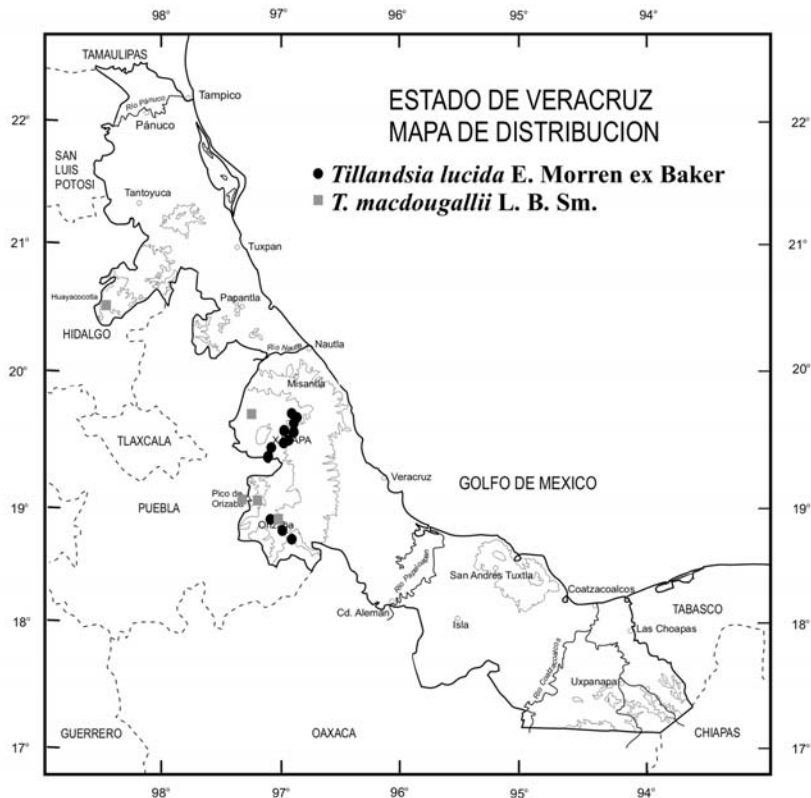 98° 97° 96° 95° 94°
TAMAULIPAS
Río Pánuco
Tampico
22° 22°
Pánuco
ESTADO DE VERACRUZ
MAPA DE DISTRIBUCION
SAN
LUIS
POTOSI
Tillandsia lucida E. Morren ex Baker
T. macdougallii L. B. Sm.
Tantoyuca
21° 21°
Tuxpan
Huayacocotla
Papantla
HIDALGO
Río Nautla
Nautla
20° 20°
Misantla
TLAXCALA
XALAPA
Veracruz
GOLFO DE MEXICO
Pico de
Orizaba
PUEBLA
19° 19°
Orizaba
Río Papaloapan
San Andrés Tuxtla
Coatzacoalcos
TABASCO
Cd. Alemán
18° 18°
Isla
Las Choapas
Río Coatzacoalcos
Uxpanapa
GUERRERO
OAXACA
CHIAPAS
17° 17°
98° 97° 96° 95° 94°